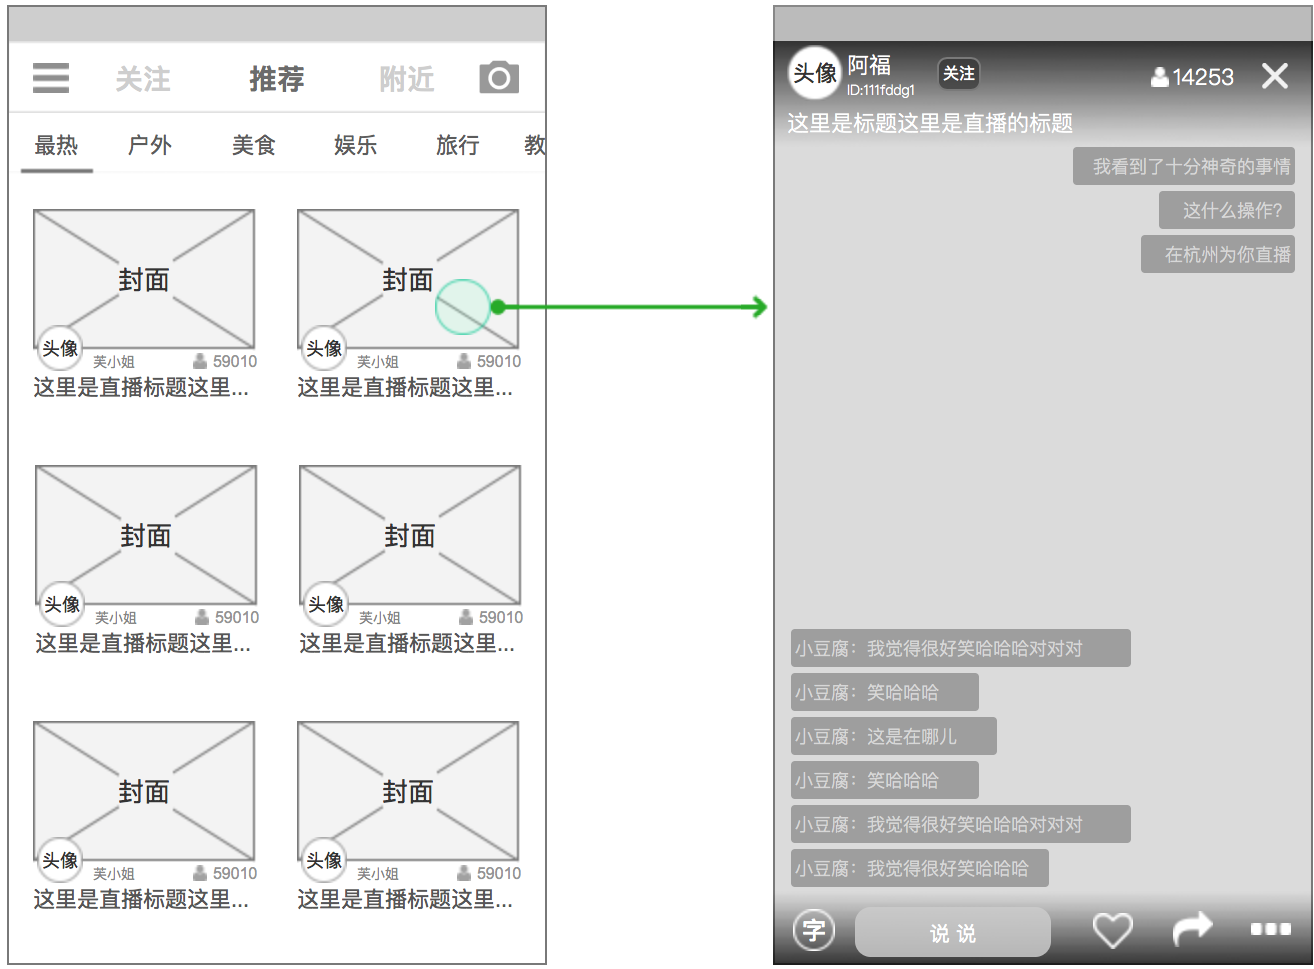 关注 推荐 附近
最热 户外 美食 娱乐 旅行 教
封面 封面
头像 芙小姐 59010 头像 芙小姐 59010
这里是直播标题这里... 这里是直播标题这里...
封面 封面
头像 芙小姐 59010 头像 芙小姐 59010
这里是直播标题这里... 这里是直播标题这里...
封面 封面
头像 芙小姐 59010 头像 芙小姐 59010
这里是直播标题这里... 这里是直播标题这里...
头像 阿福 关注 14253
ID:111fddg1
这里是标题这里是直播的标题
我看到了十分神奇的事情
这什么操作?
在杭州为你直播
小豆腐：我觉得很好笑哈哈哈对对对
小豆腐：笑哈哈哈
小豆腐：这是在哪儿
小豆腐：笑哈哈哈
小豆腐：我觉得很好笑哈哈哈对对对
小豆腐：我觉得很好笑哈哈哈
字 说 说